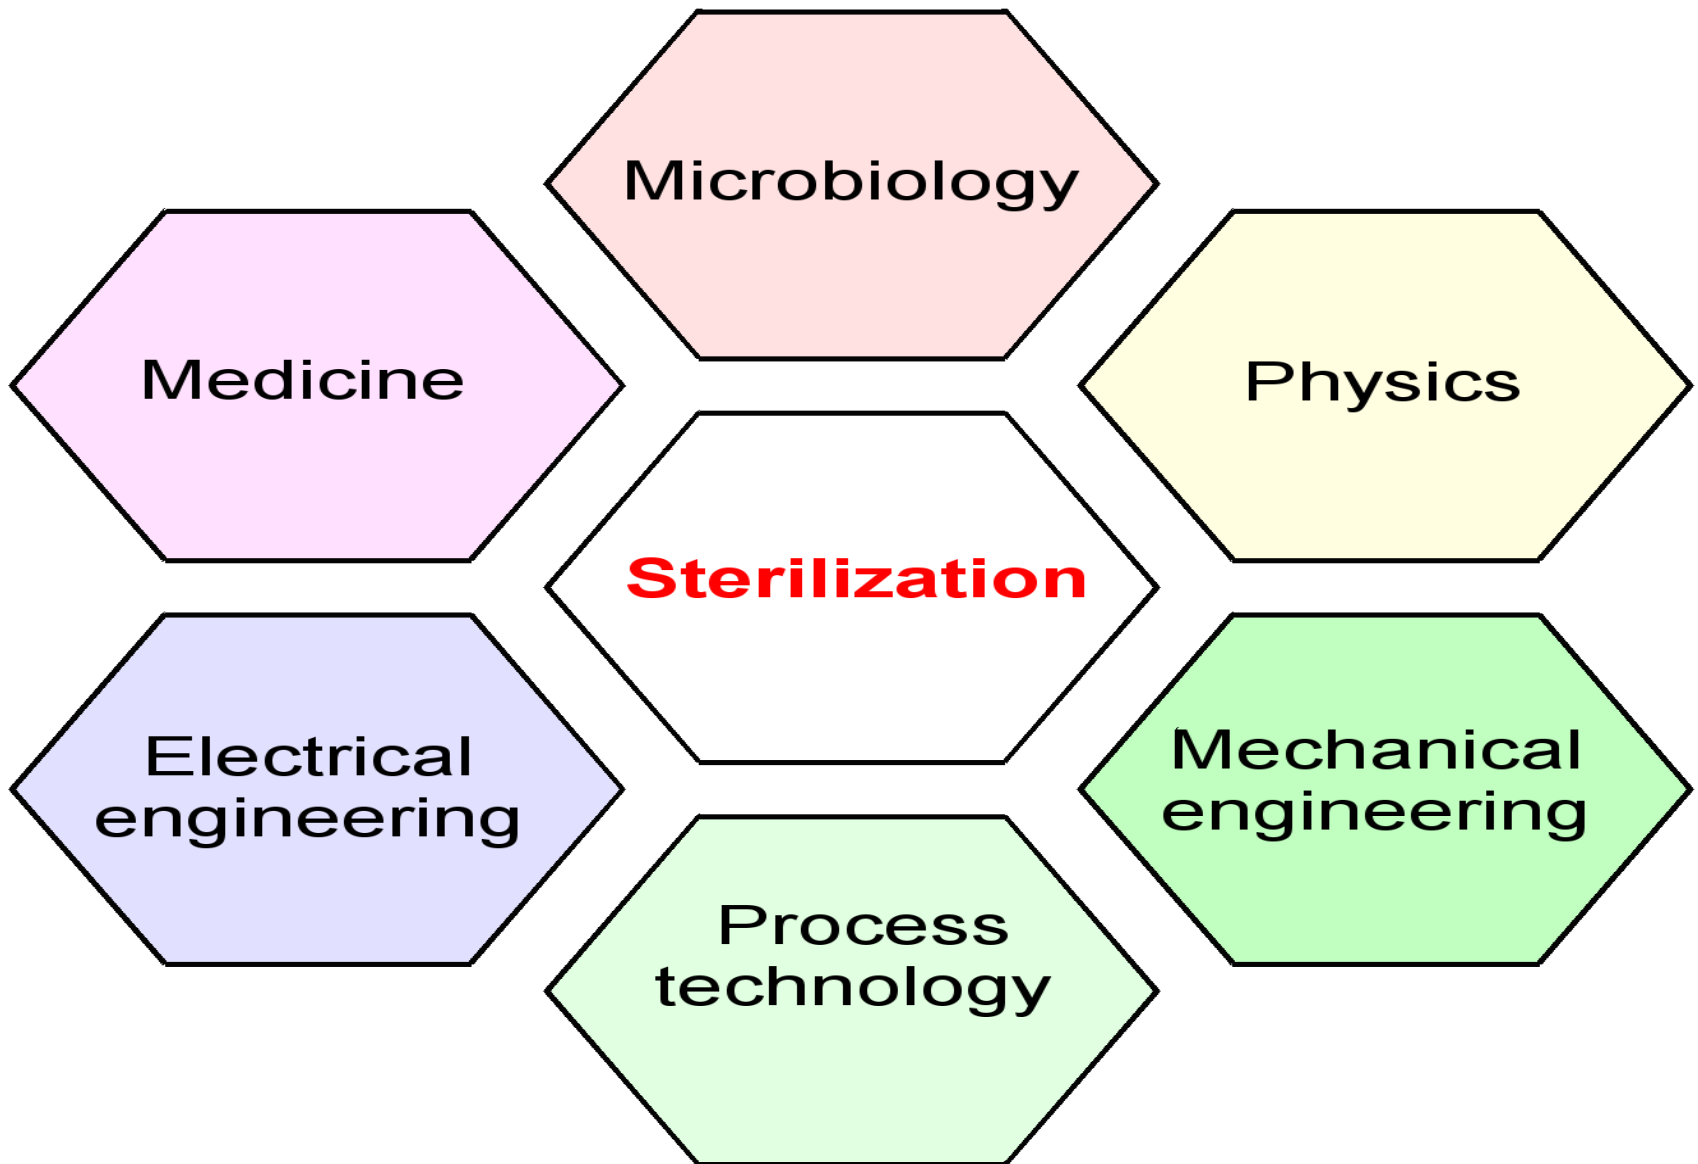 Microbiology
Medicine
Physics
Sterilization
Electrical
engineering
Mechanical
engineering
Process
technology